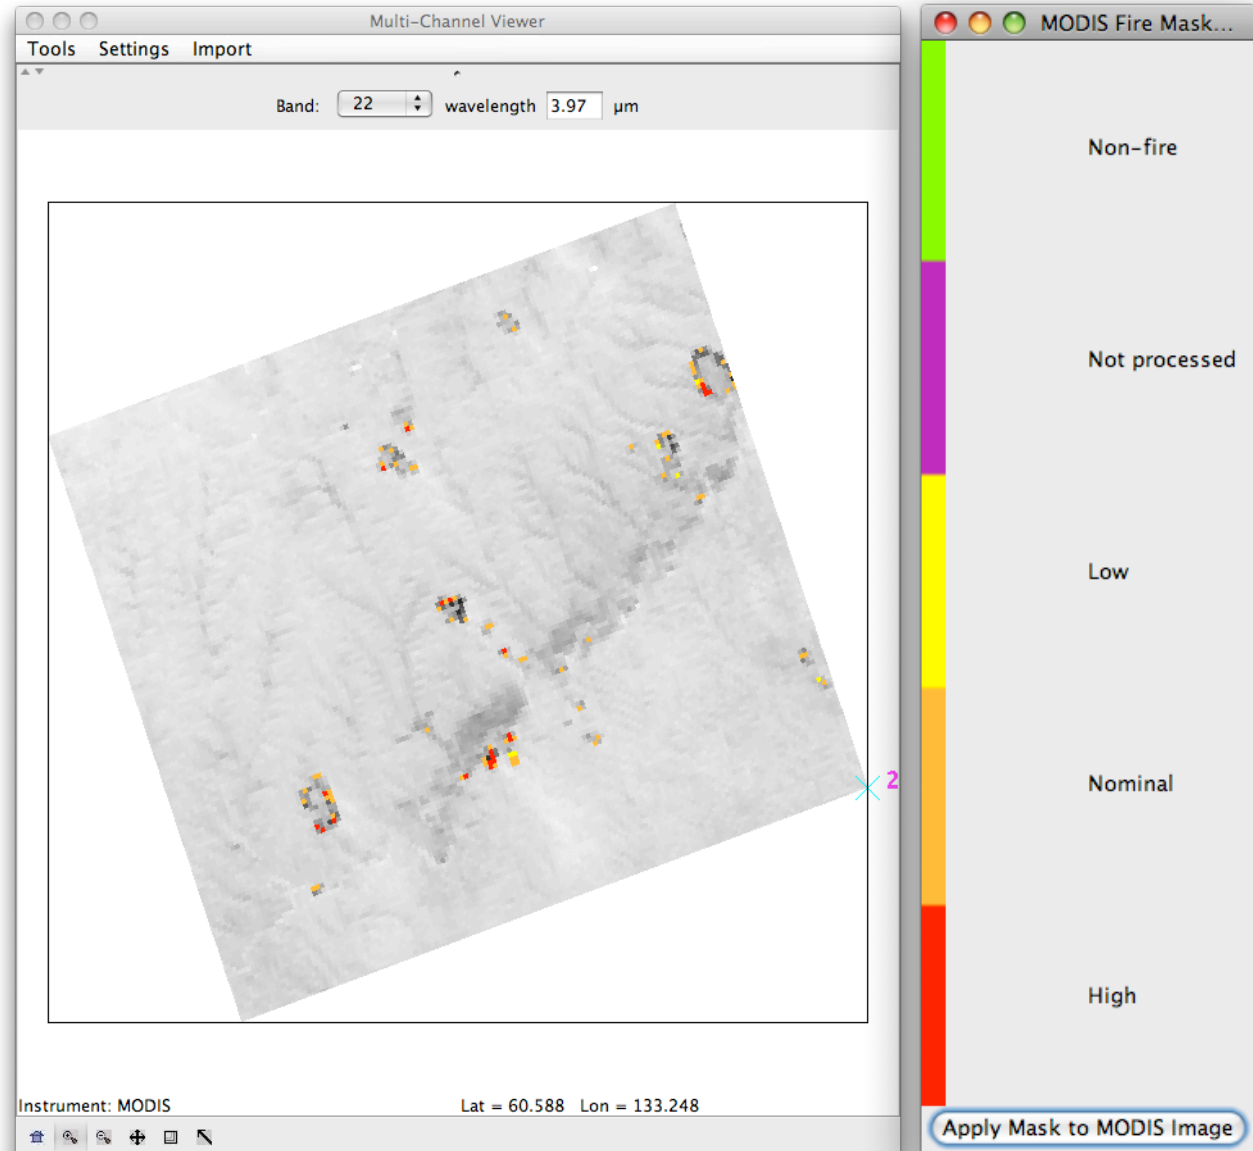 Multi-Channel Viewer
Tools Settings Import
Band: 22 wavelength 3.97 μm
2
Instrument: MODIS Lat = 60.588 Lon = 133.248
MODIS Fire Mask...
Non-fire
Not processed
Low
Nominal
High
Apply Mask to MODIS Image